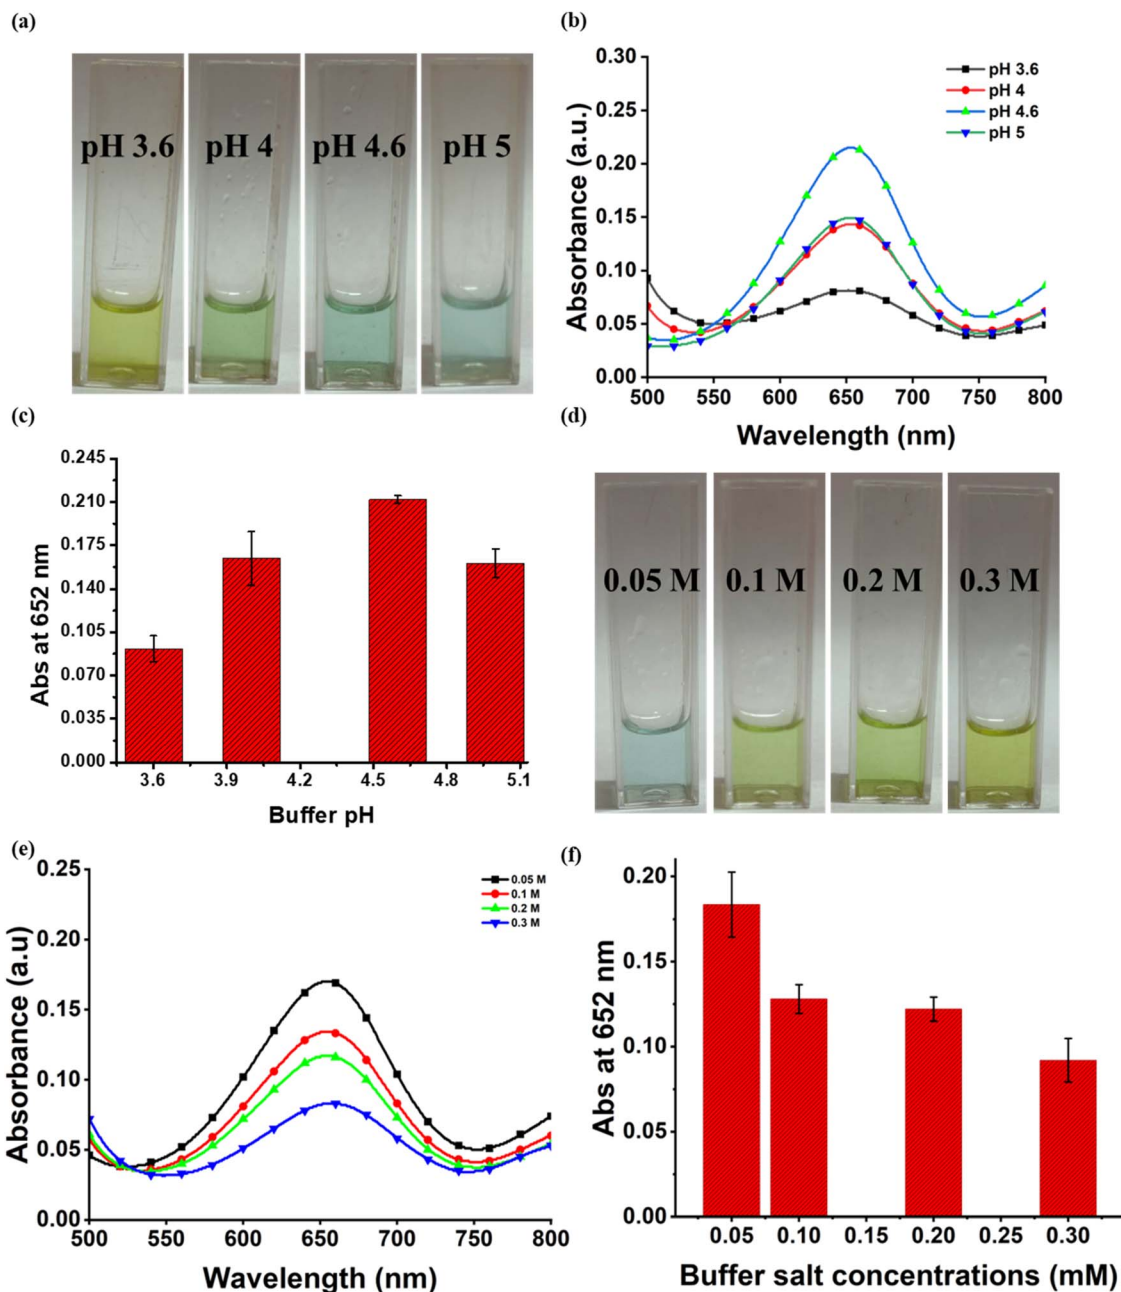 (a)
pH 3.6
pH 4
pH 4.6
pH 5
(b)
0.30
0.25
0.20
0.15
0.10
0.05
0.00
Absorbance (a.u.)
pH 3.6
pH 4
pH 4.6
pH 5
500
550
600
650
700
750
800
Wavelength (nm)
(c)
0.245
0.210
0.175
0.140
0.105
0.070
0.035
0.000
Abs at 652 nm
3.6
3.9
4.2
4.5
4.8
5.1
Buffer pH
(d)
0.05 M
0.1 M
0.2 M
0.3 M
(e)
0.25
0.20
0.15
0.10
0.05
0.00
Absorbance (a.u)
0.05 M
0.1 M
0.2 M
0.3 M
500
550
600
650
700
750
800
Wavelength (nm)
(f)
0.20
0.15
0.10
0.05
0.00
Abs at 652 nm
0.05
0.10
0.15
0.20
0.25
0.30
Buffer salt concentrations (mM)